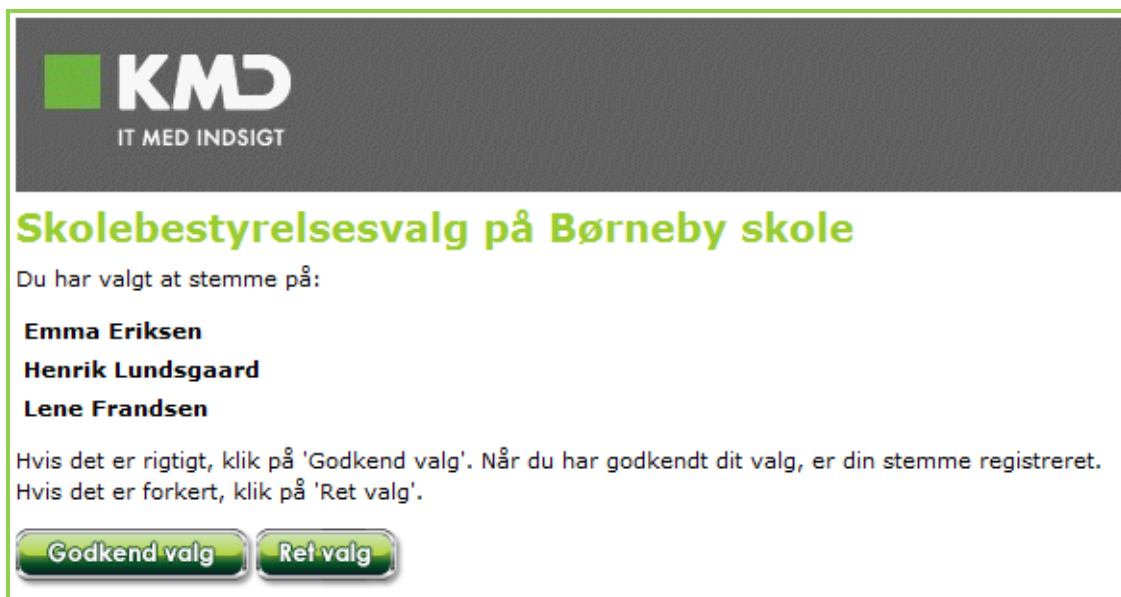 KMD
IT MED INDSIGT
Skolebestyrelsesvalg på Børneby skole
Du har valgt at stemme på:
Emma Eriksen
Henrik Lundsgaard
Lene Frandsen
Hvis det er rigtigt, klik på 'Godkend valg'. Når du har godkendt dit valg, er din stemme registreret.
Hvis det er forkert, klik på 'Ret valg'.
Godkend valg Ret valg